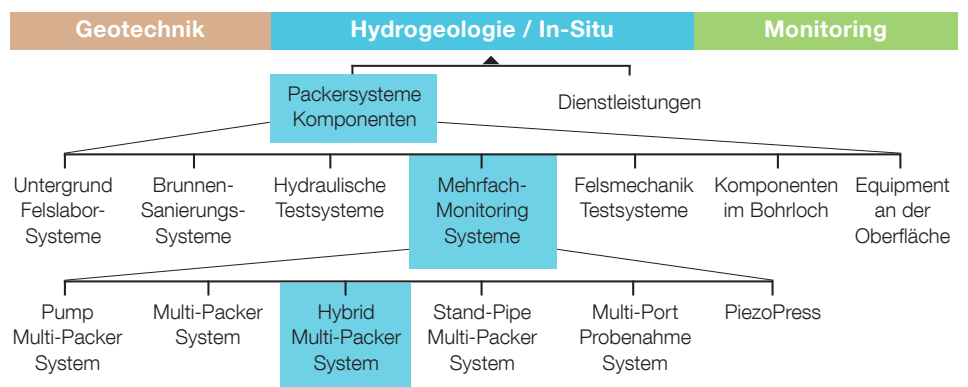 Geotechnik
Hydrogeologie / In-Situ
Monitoring
Packersysteme
Komponenten
Dienstleistungen
Untergrund
Felslabor-
Systeme
Brunnen-
Sanierungs-
Systeme
Hydraulische
Testsysteme
Mehrfach-
Monitoring
Systeme
Felsmechanik
Testsysteme
Komponenten
im Bohrloch
Equipment
an der
Oberfläche
Pump
Multi-Packer
System
Multi-Packer
System
Hybrid
Multi-Packer
System
Stand-Pipe
Multi-Packer
System
Multi-Port
Probenahme
System
PiezoPress